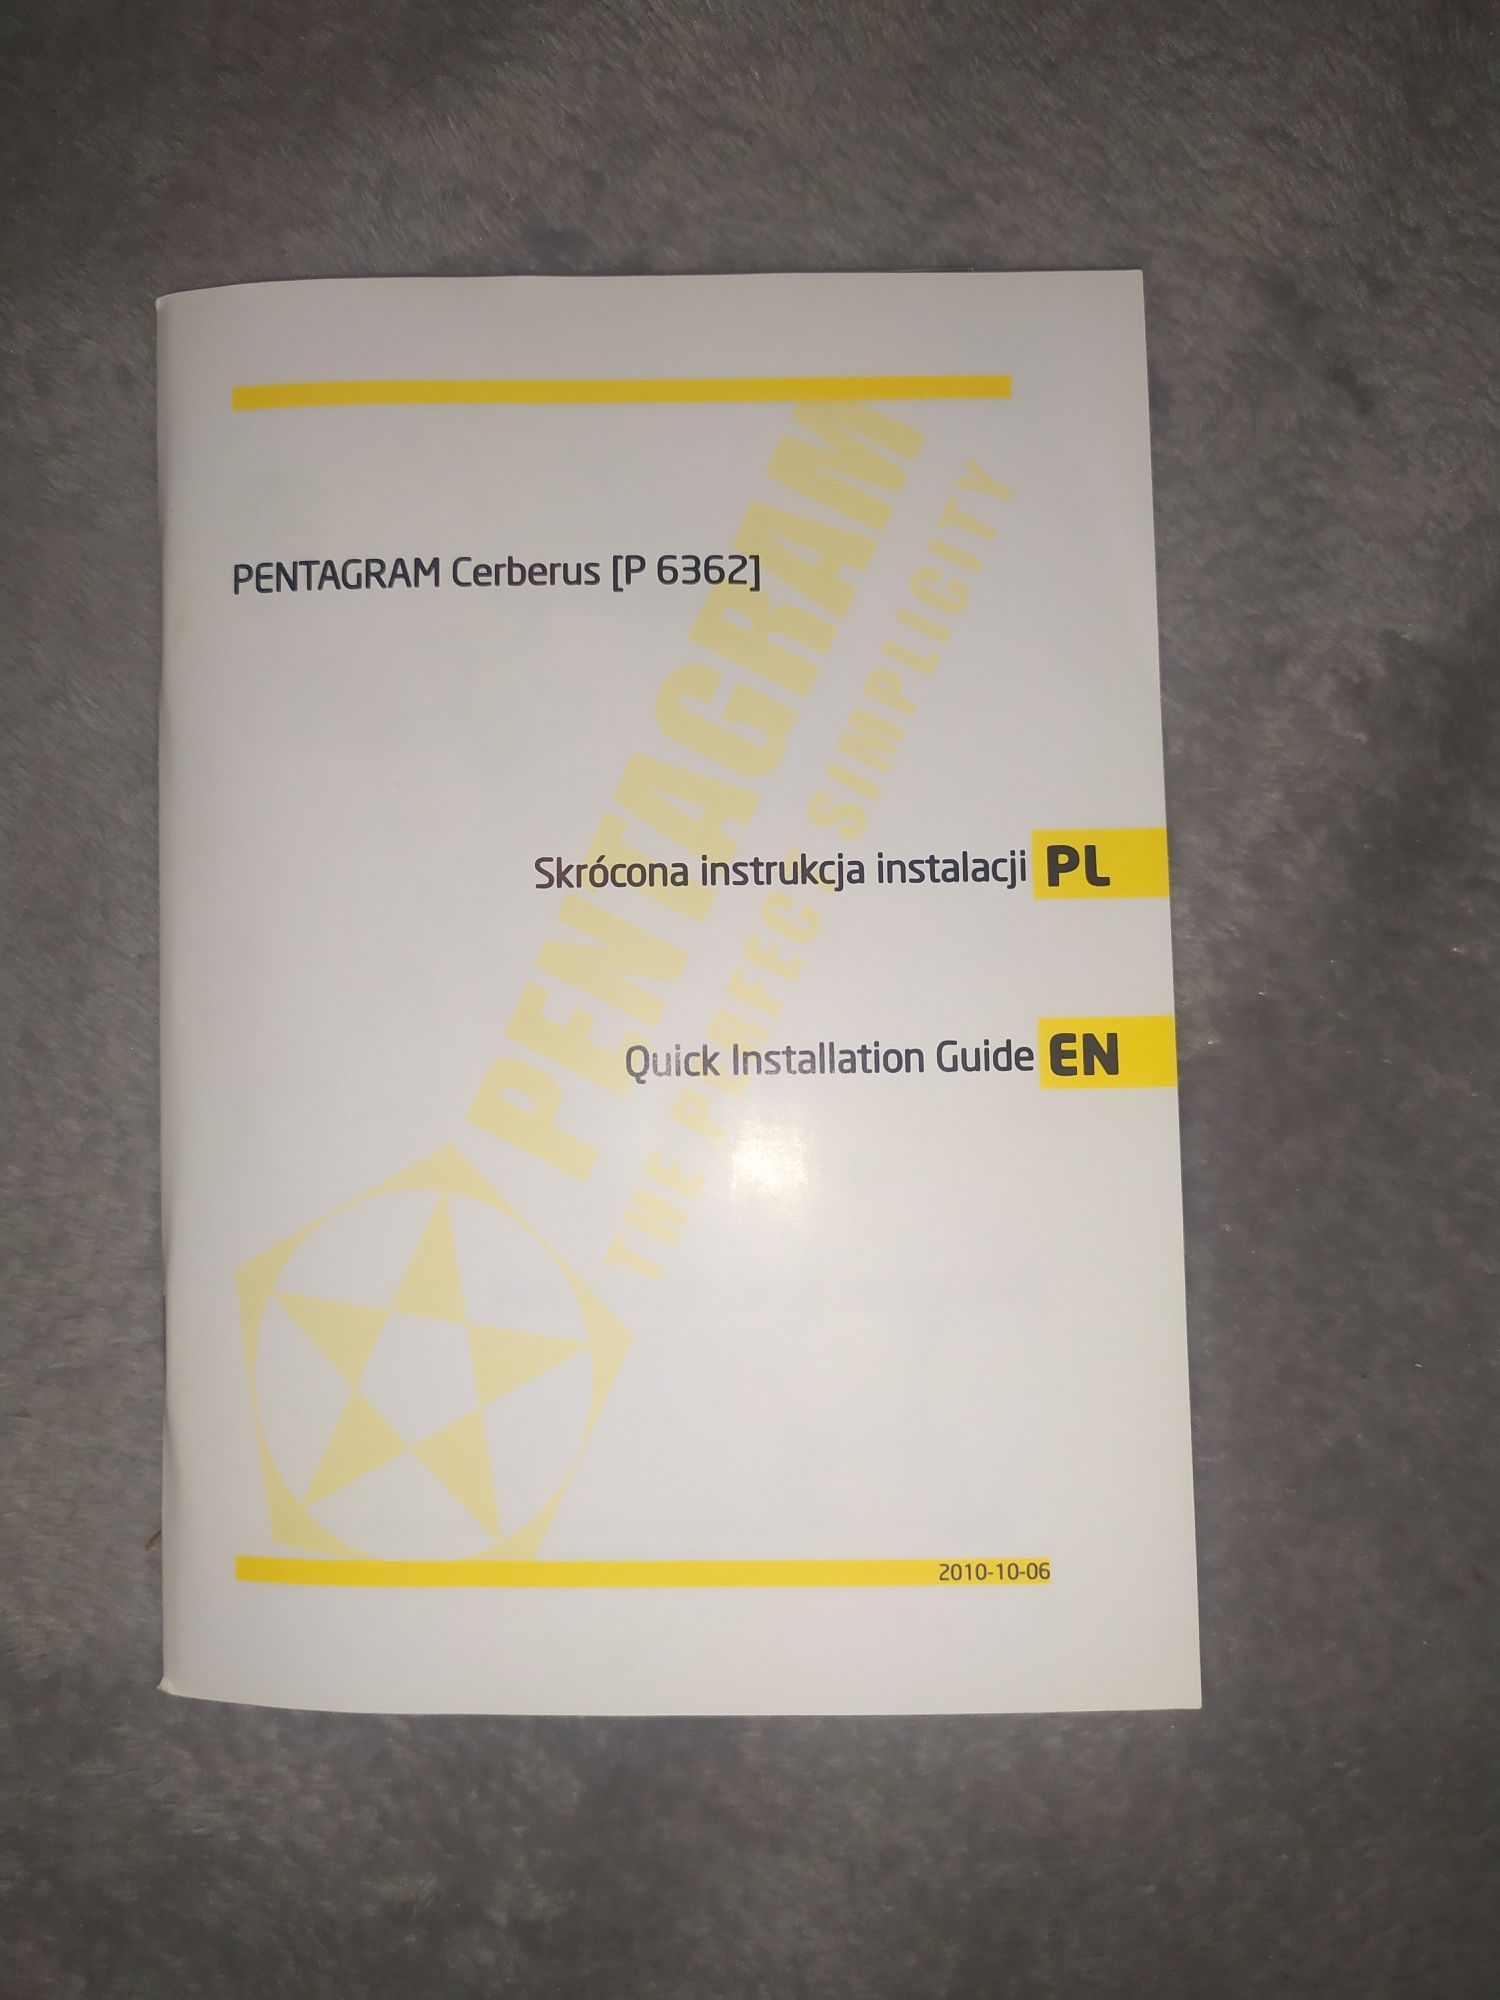 PENTAGRAM Cerberus [P 6362]
PENTAGRAM
THE PERFECT SIMPLICITY
Skrócona instrukcja instalacji PL
Quick Installation Guide EN
2010-10-06